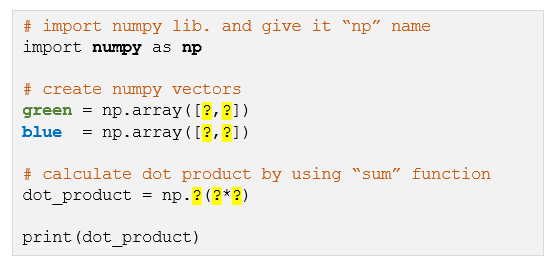 # import numpy lib. and give it “np” name
import numpy as np
# create numpy vectors
green = np.array([?,?])
blue  = np.array([?,?])
# calculate dot product by using “sum” function
dot_product = np.?(?*?)
print(dot_product)